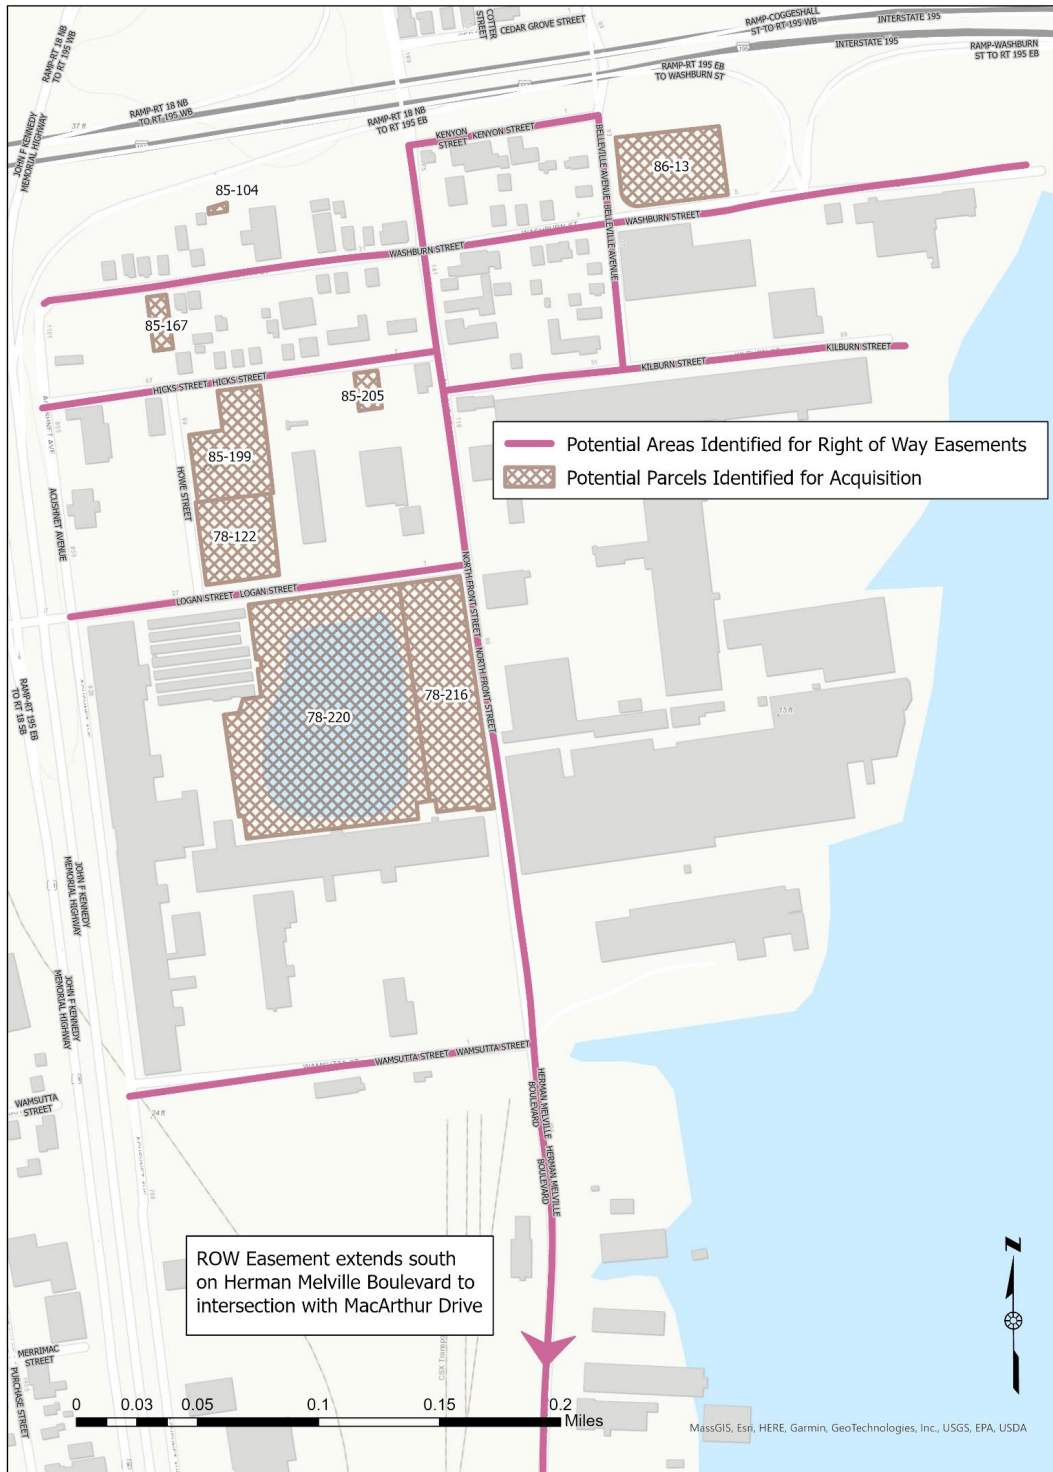 COTTER
STREET
CEDAR GROVE STREET
RAMP-COGGESHALL
ST TO RT 195 WB
INTERSTATE 195
INTERSTATE 195
RAMP-WASHBURN
ST TO RT 195 EB
RAMP-RT 18 NB
TO RT 195 WB
RAMP-RT 195 EB
TO WASHBURN ST
RAMP-RT 18 NB
TO RT 195 WB
RAMP-RT 18 NB
TO RT 195 EB
37 ft
JOHN F KENNEDY
MEMORIAL HIGHWAY
KENYON
STREET
KENYON STREET
BELLEVILLE AVENUE
BELLEVILLE AVENUE
86-13
85-104
WASHBURN STREET
WASHBURN STREET
85-167
HICKS STREET
HICKS STREET
85-205
KILBURN STREET
KILBURN STREET
Potential Areas Identified for Right of Way Easements
Potential Parcels Identified for Acquisition
85-199
HOWE STREET
78-122
ACUSHNET AVENUE
LOGAN STREET
LOGAN STREET
NORTH FRONT STREET
NORTH FRONT STREET
78-216
78-220
RAMP-RT 195 EB
TO RT 18 SB
15 ft
JOHN F KENNEDY
MEMORIAL HIGHWAY
JOHN F KENNEDY
MEMORIAL HIGHWAY
WAMSUTTA STREET
WAMSUTTA STREET
WAMSUTTA
STREET
24 ft
HERMAN MELVILLE
BOULEVARD
HERMAN MELVILLE
BOULEVARD
ROW Easement extends south
on Herman Melville Boulevard to
intersection with MacArthur Drive
MERRIMAC
STREET
PURCHASE STREET
CSX Transpo
N
0 0.03 0.05 0.1 0.15 0.2
Miles
MassGIS, Esri, HERE, Garmin, GeoTechnologies, Inc., USGS, EPA, USDA